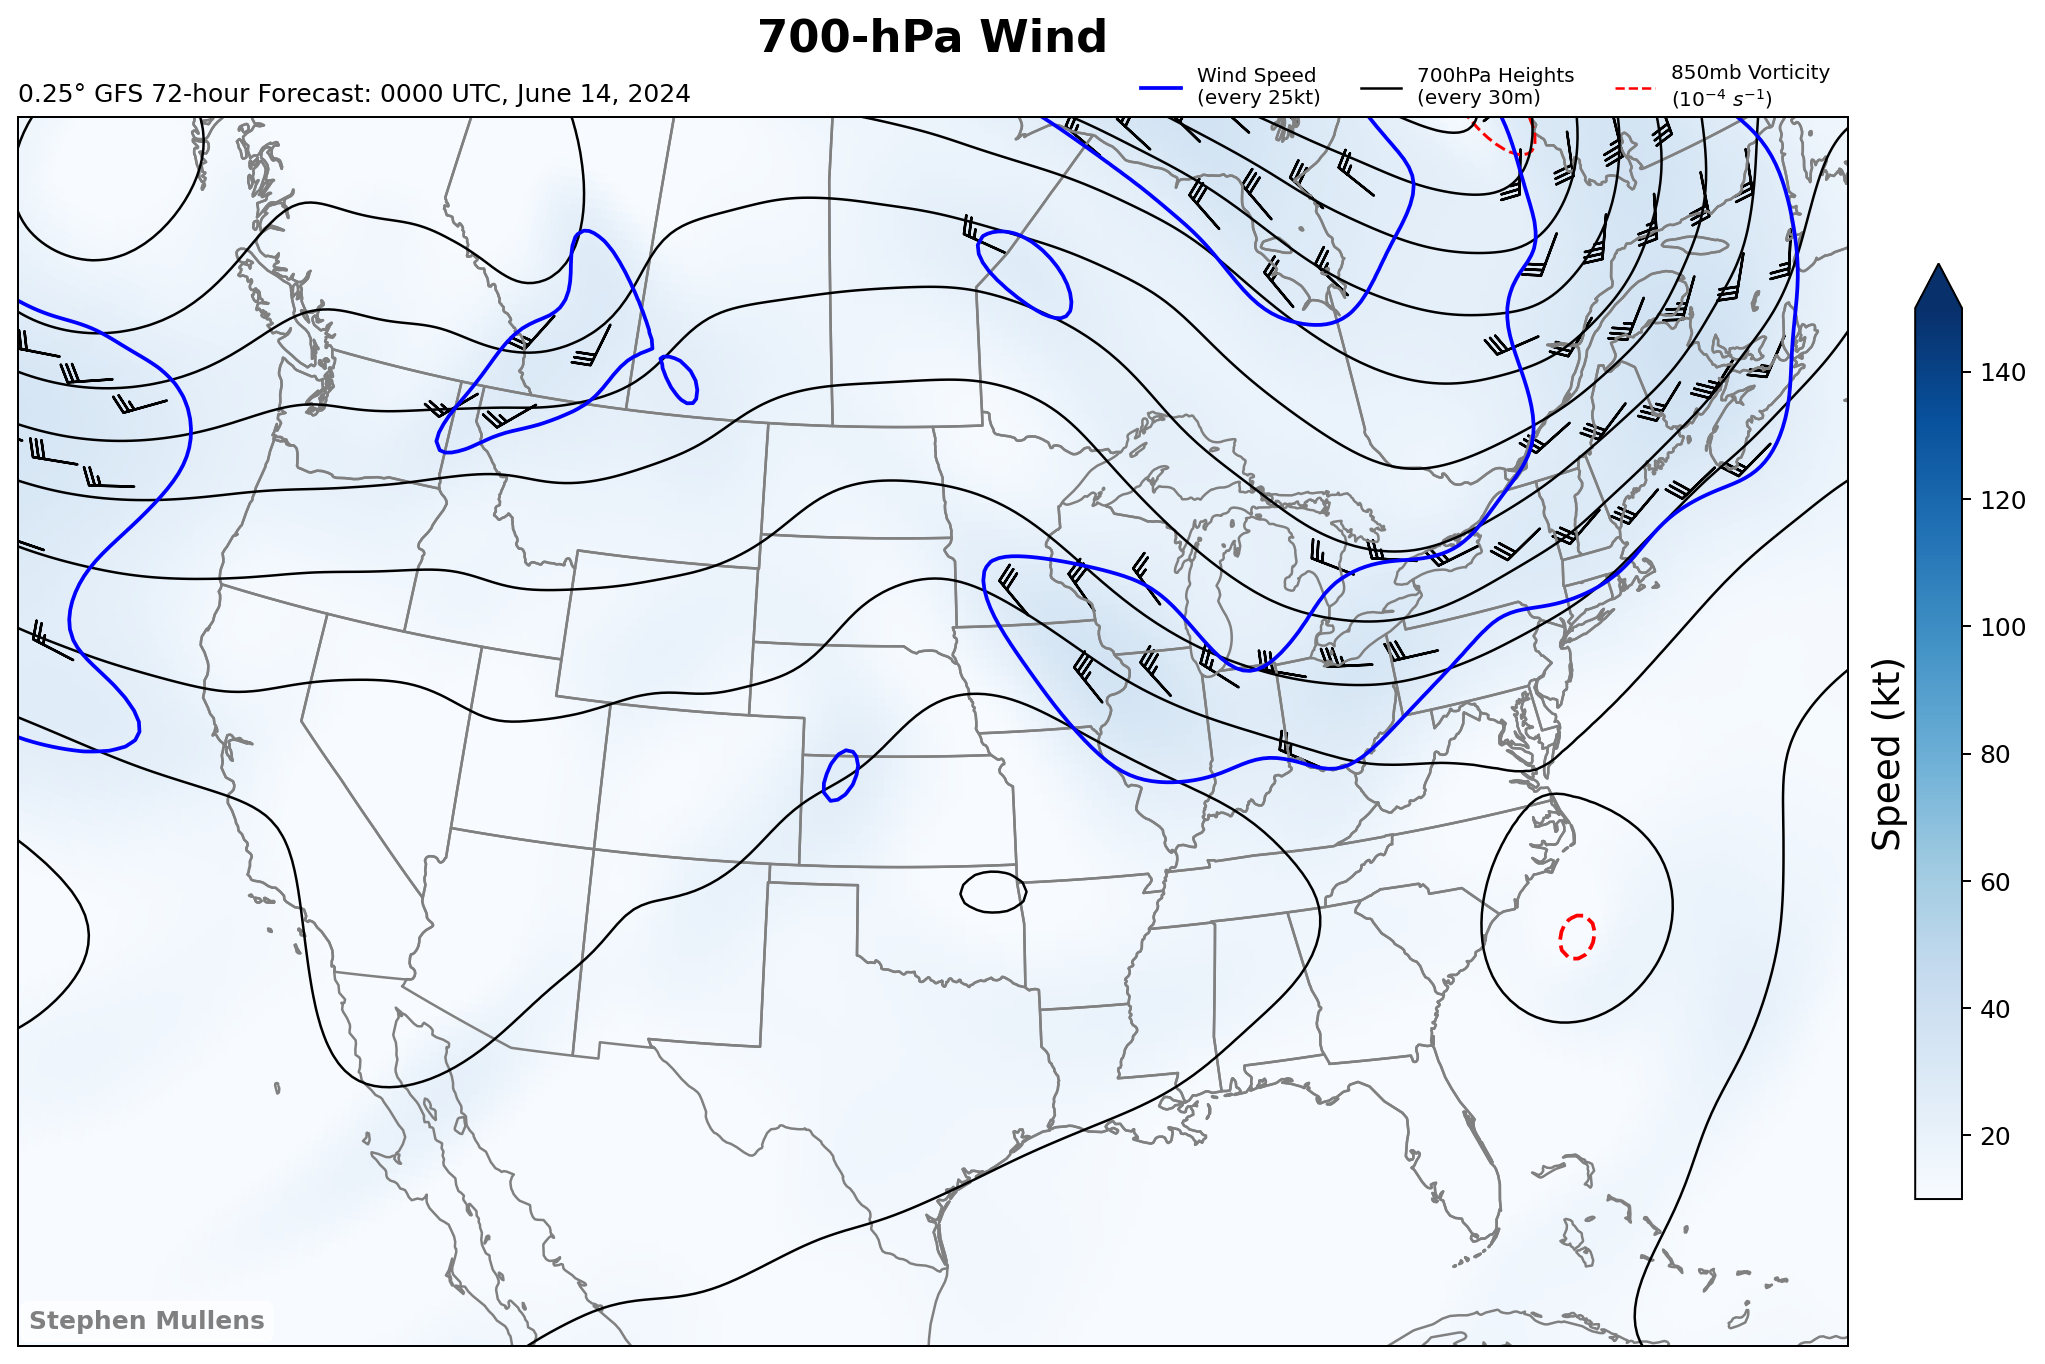 700-hPa Wind
0.25° GFS 72-hour Forecast: 0000 UTC, June 14, 2024
Wind Speed
(every 25kt)
700hPa Heights
(every 30m)
850mb Vorticity
(10⁻⁴ s⁻¹)
140
120
100
80
60
40
20
Speed (kt)
Stephen Mullens